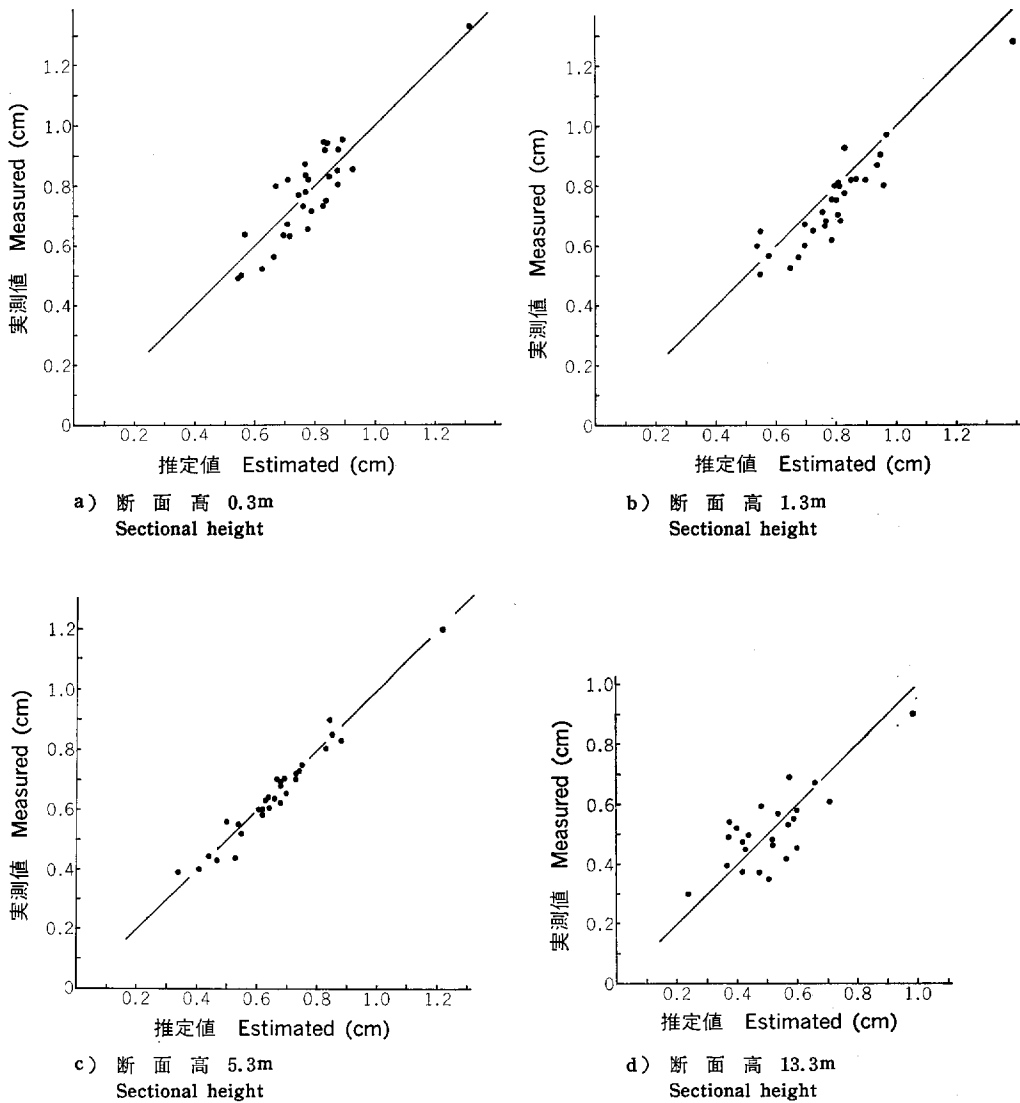 実測値 Measured (cm)
1.2
1.0
0.8
0.6
0.4
0.2
0
0.2 0.4 0.6 0.8 1.0 1.2
推定値 Estimated (cm)
a) 断 面 高 0.3m
Sectional height
実測値 Measured (cm)
1.2
1.0
0.8
0.6
0.4
0.2
0
0.2 0.4 0.6 0.8 1.0 1.2
推定値 Estimated (cm)
b) 断 面 高 1.3m
Sectional height
実測値 Measured (cm)
1.2
1.0
0.8
0.6
0.4
0.2
0
0.2 0.4 0.6 0.8 1.0 1.2
推定値 Estimated (cm)
c) 断 面 高 5.3m
Sectional height
実測値 Measured (cm)
1.0
0.8
0.6
0.4
0.2
0
0.2 0.4 0.6 0.8 1.0
推定値 Estimated (cm)
d) 断 面 高 13.3m
Sectional height